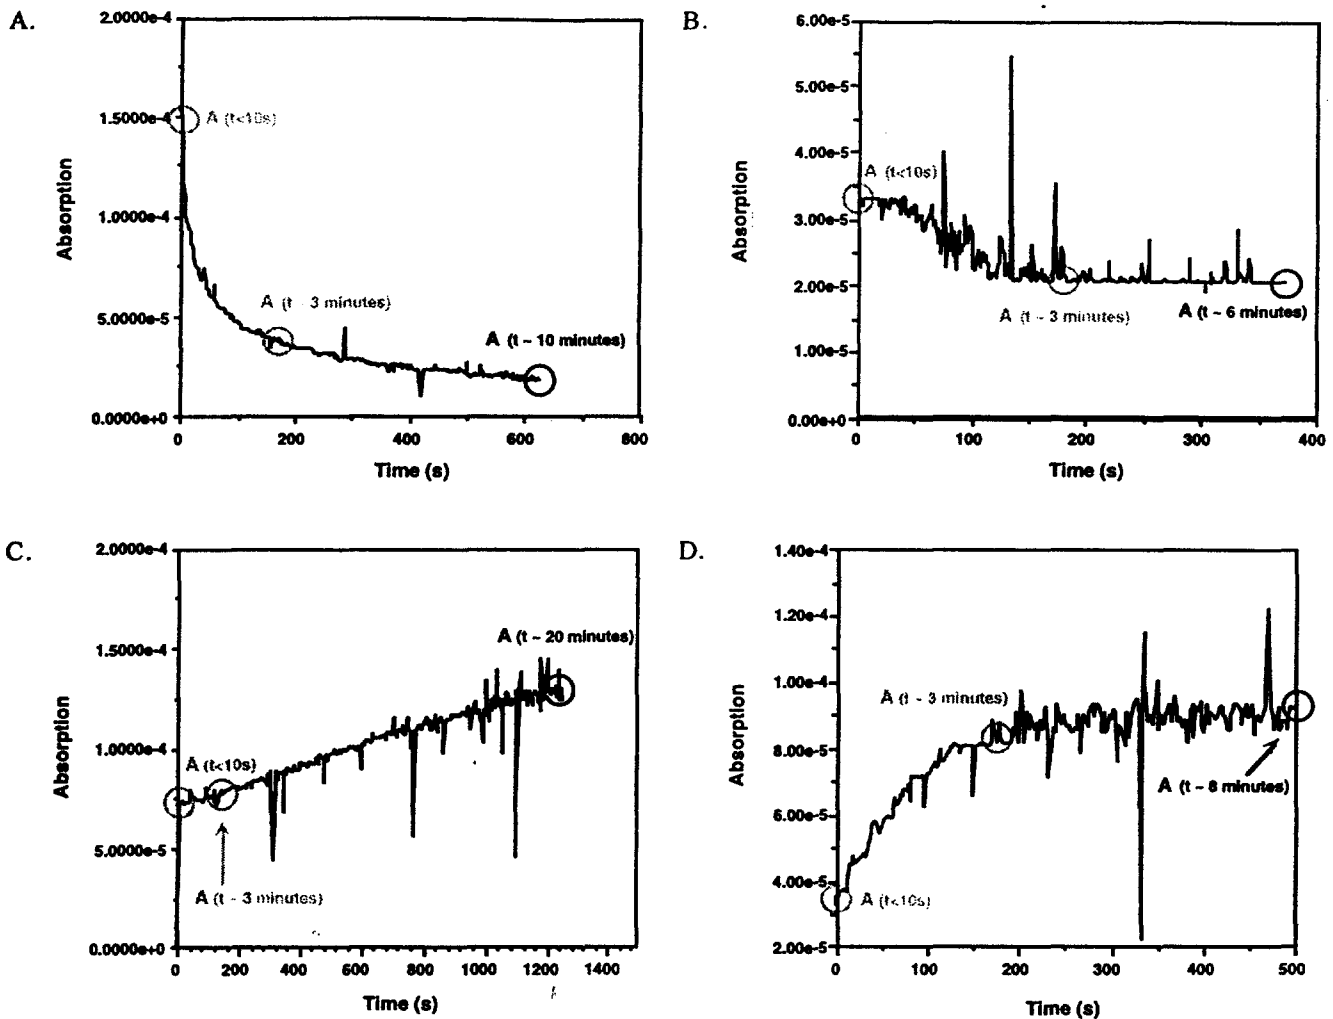 A.
2.0000e-4
1.5000e-4
A (t<10s)
Absorption
1.0000e-4
A (t ~ 3 minutes)
5.0000e-5
A (t ~ 10 minutes)
0.0000e+0
0 200 400 600 800
Time (s)
B.
6.00e-5
5.00e-5
4.00e-5
A (t<10s)
Absorption
3.00e-5
2.00e-5
A (t ~ 3 minutes)
A (t ~ 6 minutes)
1.00e-5
0.00e+0
0 100 200 300 400
Time (s)
C.
2.0000e-4
A (t ~ 20 minutes)
1.5000e-4
Absorption
1.0000e-4
A (t<10s)
5.0000e-5
A (t ~ 3 minutes)
0.0000e+0
0 200 400 600 800 1000 1200 1400
Time (s)
D.
1.40e-4
1.20e-4
A (t ~ 3 minutes)
1.00e-4
Absorption
8.00e-5
A (t ~ 8 minutes)
6.00e-5
4.00e-5
A (t<10s)
2.00e-5
0 100 200 300 400 500
Time (s)